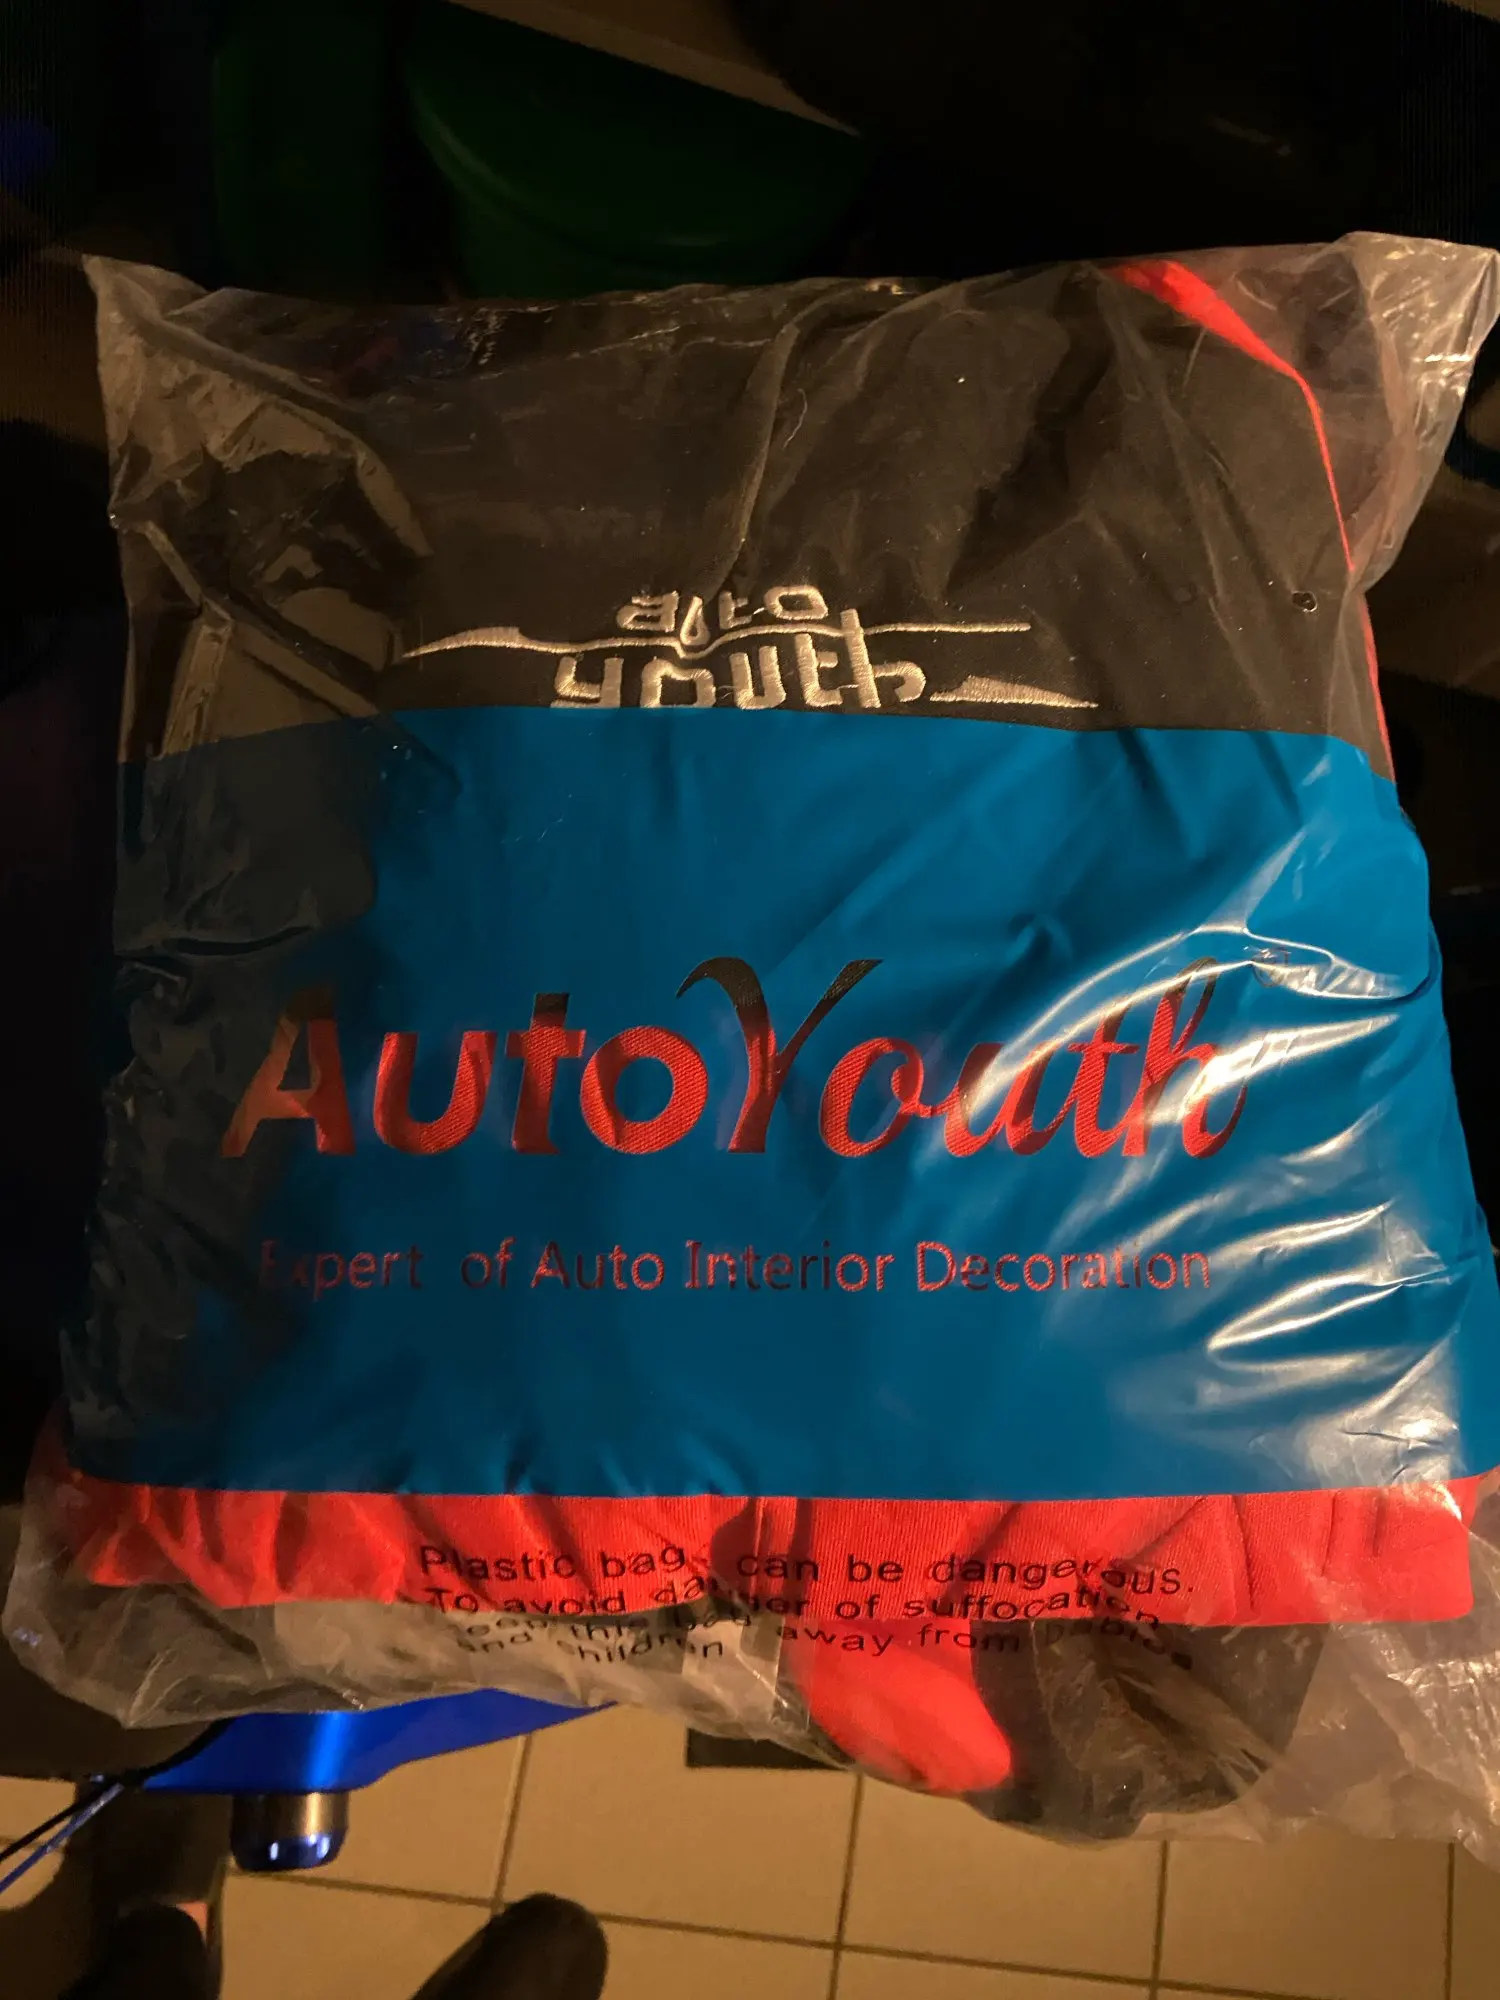 auto
youth
AutoYouth
Expert of Auto Interior Decoration
Plastic bag can be dangerous.
To avoid danger of suffocation
keep this bag away from babies
and children